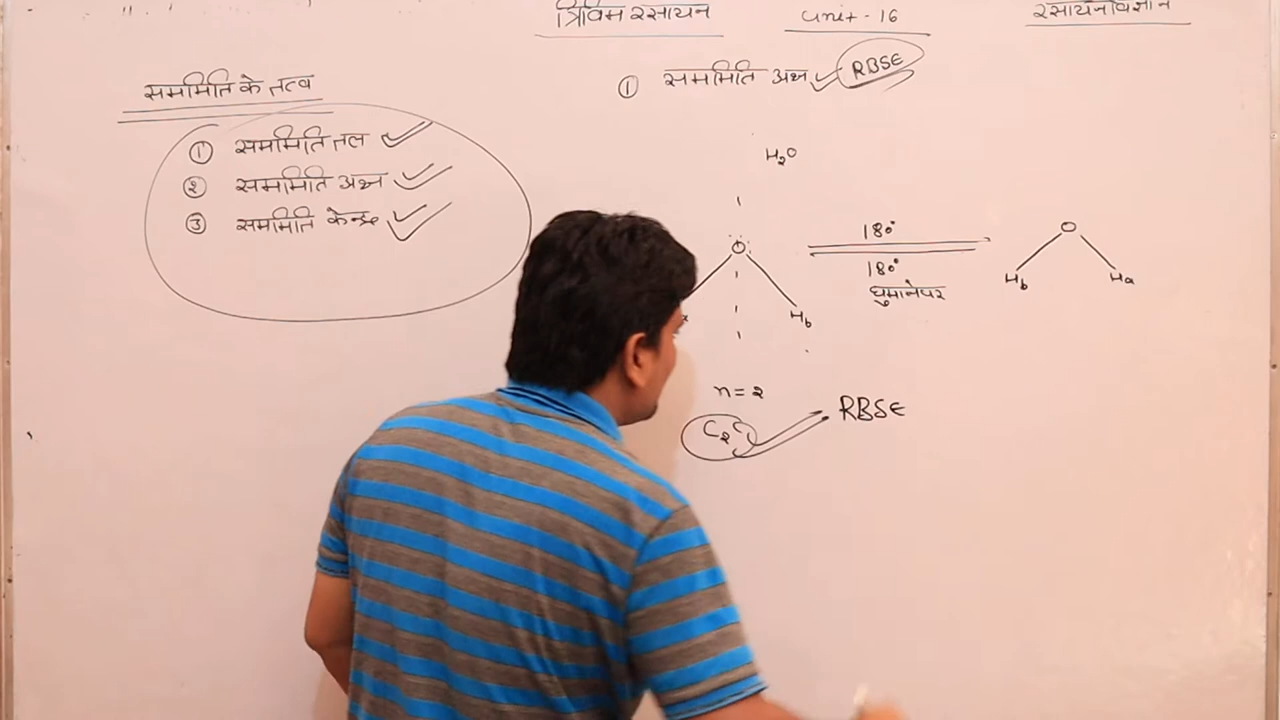 त्रिविम रसायन unit - 16 रसायनविज्ञान
सममिति के तत्व
① सममिति तल
② सममिति अक्ष
③ सममिति केन्द्र
① सममिति अक्ष RBSE
H₂O
O
Hb
180°
180°
घुमाने पर
O
Hb Ha
n = २
C₂ RBSE